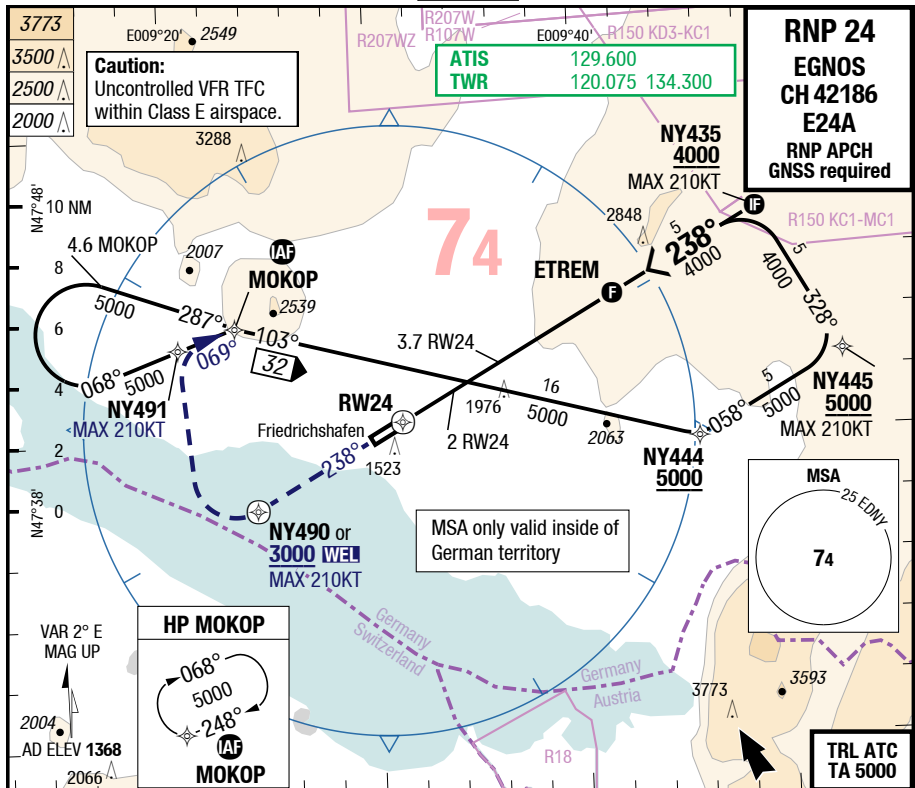 3773
3500
2500
2000
E009°20'
2549
Caution:
Uncontrolled VFR TFC
within Class E airspace.
3288
R207W
R107W
R207WZ
E009°40'
R150 KD3-KC1
ATIS 129.600
TWR 120.075 134.300
RNP 24
EGNOS
CH 42186
E24A
RNP APCH
GNSS required
NY435
4000
MAX 210KT
IF
R150 KC1-MC1
N47°48'
10 NM
8
6
4
2
0
N47°38'
4.6 MOKOP
5000
2007
IAF
MOKOP
2539
287°
103°
32
069°
068°
5000
NY491
MAX 210KT
74
2848
5
238°
4000
ETREM
F
5
4000
328°
3.7 RW24
16
5000
1976
2 RW24
RW24
Friedrichshafen
238°
1523
2063
NY444
5000
058°
5
5000
NY445
5000
MAX 210KT
NY490 or
3000 WEL
MAX 210KT
MSA only valid inside of
German territory
MSA
25 EDNY
74
VAR 2° E
MAG UP
2004
AD ELEV 1368
2066
HP MOKOP
068°
5000
248°
IAF
MOKOP
Germany
Switzerland
Germany
Austria
R18
3773
3593
TRL ATC
TA 5000